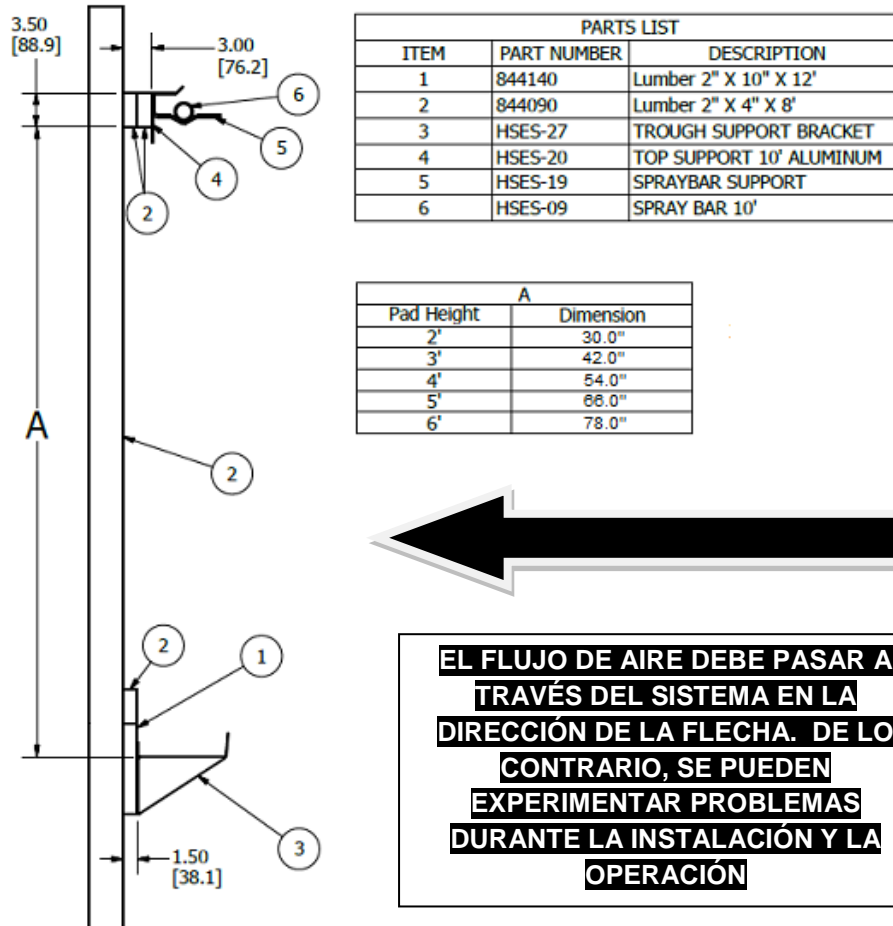 3.50
[88.9]
3.00
[76.2]
6
5
4
2
A
2
2
1
3
1.50
[38.1]
PARTS LIST
ITEM PART NUMBER DESCRIPTION
1 844140 Lumber 2" X 10" X 12'
2 844090 Lumber 2" X 4" X 8'
3 HSES-27 TROUGH SUPPORT BRACKET
4 HSES-20 TOP SUPPORT 10' ALUMINUM
5 HSES-19 SPRAYBAR SUPPORT
6 HSES-09 SPRAY BAR 10'
A
Pad Height Dimension
2' 30.0"
3' 42.0"
4' 54.0"
5' 66.0"
6' 78.0"
EL FLUJO DE AIRE DEBE PASAR A
TRAVÉS DEL SISTEMA EN LA
DIRECCIÓN DE LA FLECHA. DE LO
CONTRARIO, SE PUEDEN
EXPERIMENTAR PROBLEMAS
DURANTE LA INSTALACIÓN Y LA
OPERACIÓN